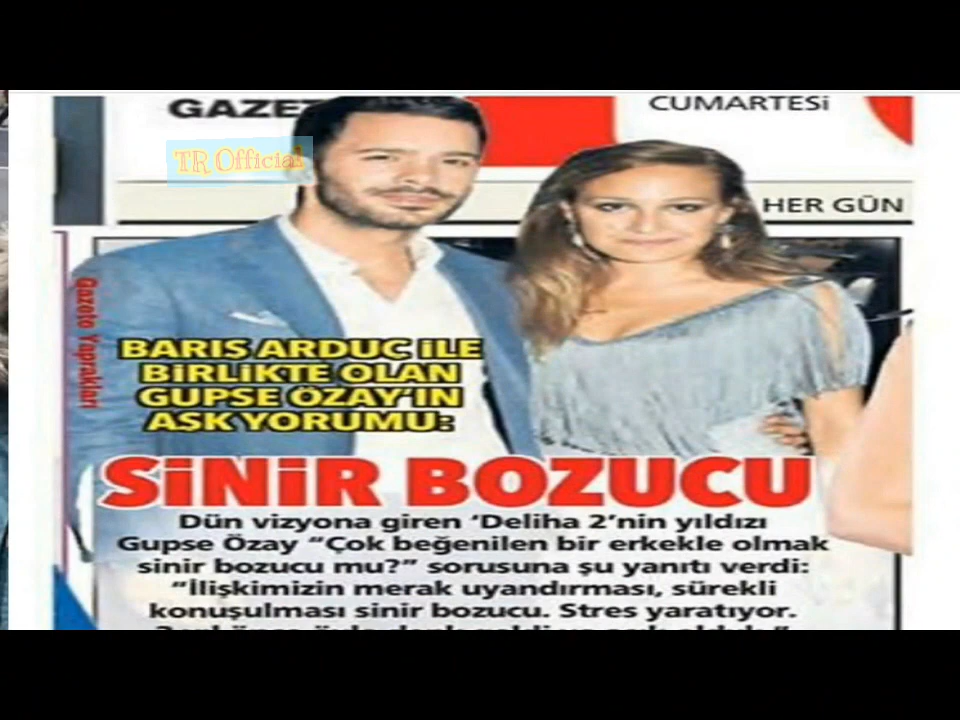 GAZET
CUMARTESİ
TR Official
HER GÜN
Gazete Yaprakları
BARIŞ ARDUÇ İLE
BİRLİKTE OLAN
GUPSE ÖZAY'IN
AŞK YORUMU:
SİNİR BOZUCU
Dün vizyona giren 'Deliha 2'nin yıldızı
Gupse Özay "Çok beğenilen bir erkekle olmak
sinir bozucu mu?" sorusuna şu yanıtı verdi:
"İlişkimizin merak uyandırması, sürekli
konuşulması sinir bozucu. Stres yaratıyor.